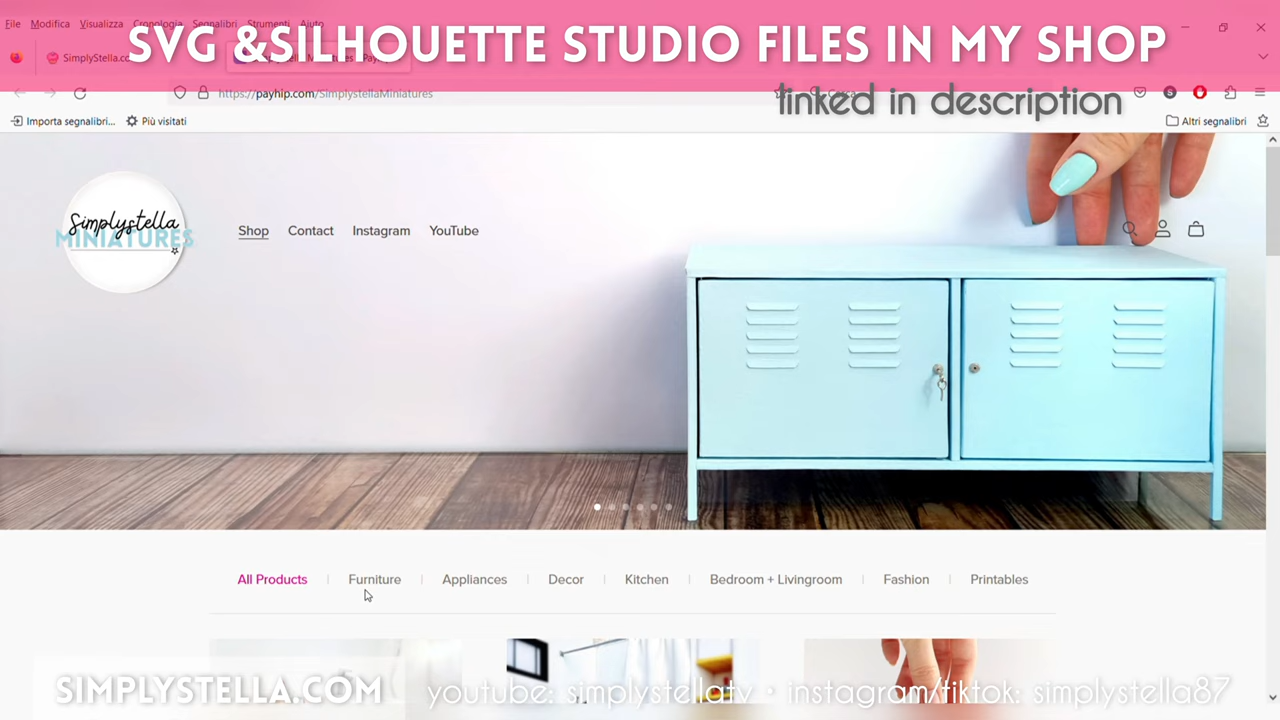 File Modifica Visualizza Cronologia Segnalibri Strumenti Aiuto
SVG &SILHOUETTE STUDIO FILES IN MY SHOP
SimplyStella.co
https://payhip.com/SimplystellaMiniatures
linked in description
Importa segnalibri... Più visitati Altri segnalibri
Simplystella
MINIATURES
Shop Contact Instagram YouTube
All Products Furniture Appliances Decor Kitchen Bedroom + Livingroom Fashion Printables
SIMPLYSTELLA.COM youtube: simplystellatv • instagram/tiktok: simplystella87